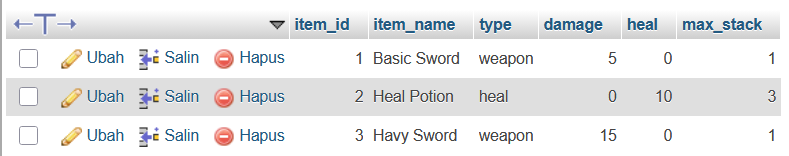 item_id item_name type damage heal max_stack
Ubah Salin Hapus 1 Basic Sword weapon 5 0 1
Ubah Salin Hapus 2 Heal Potion heal 0 10 3
Ubah Salin Hapus 3 Havy Sword weapon 15 0 1